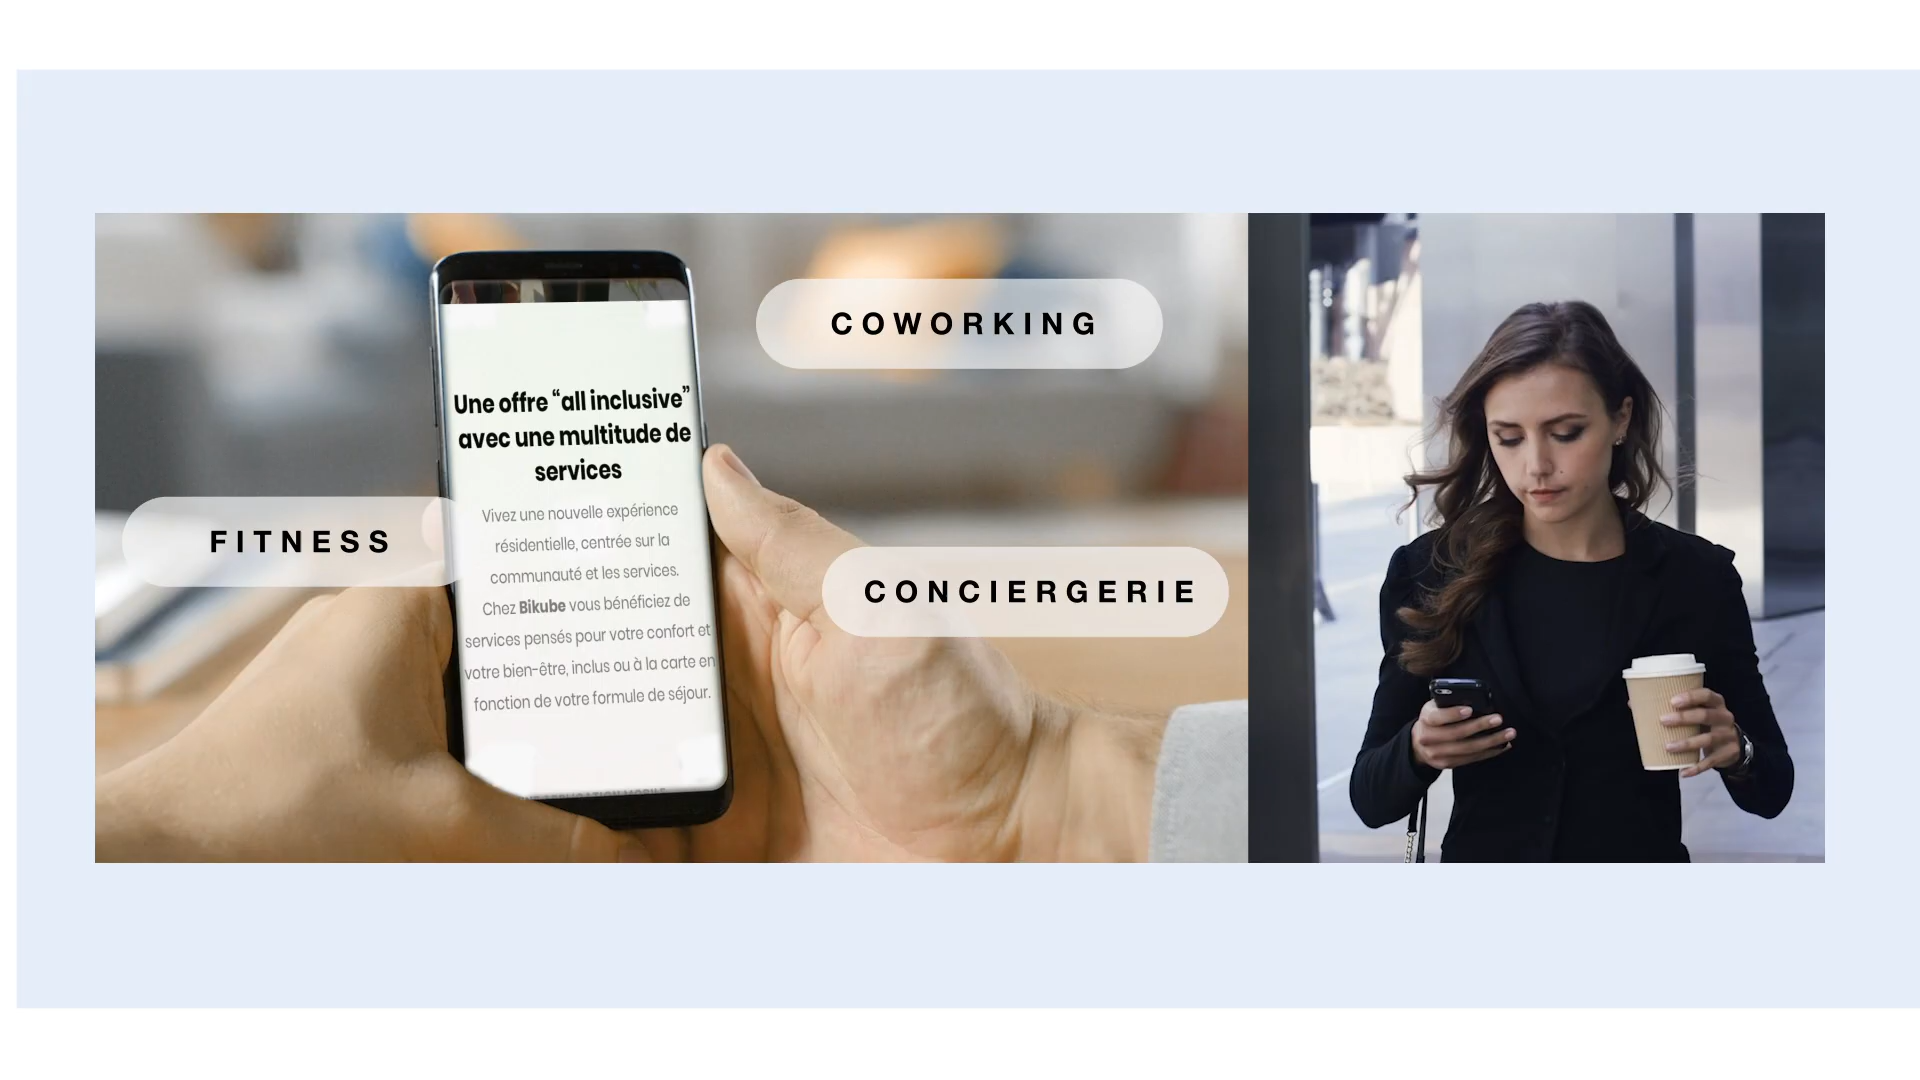 COWORKING
Une offre “all inclusive”
avec une multitude de
services
Vivez une nouvelle expérience
résidentielle, centrée sur la
communauté et les services.
Chez Bikube vous bénéficiez de
services pensés pour votre confort et
votre bien-être, inclus ou à la carte en
fonction de votre formule de séjour.
FITNESS
CONCIERGERIE